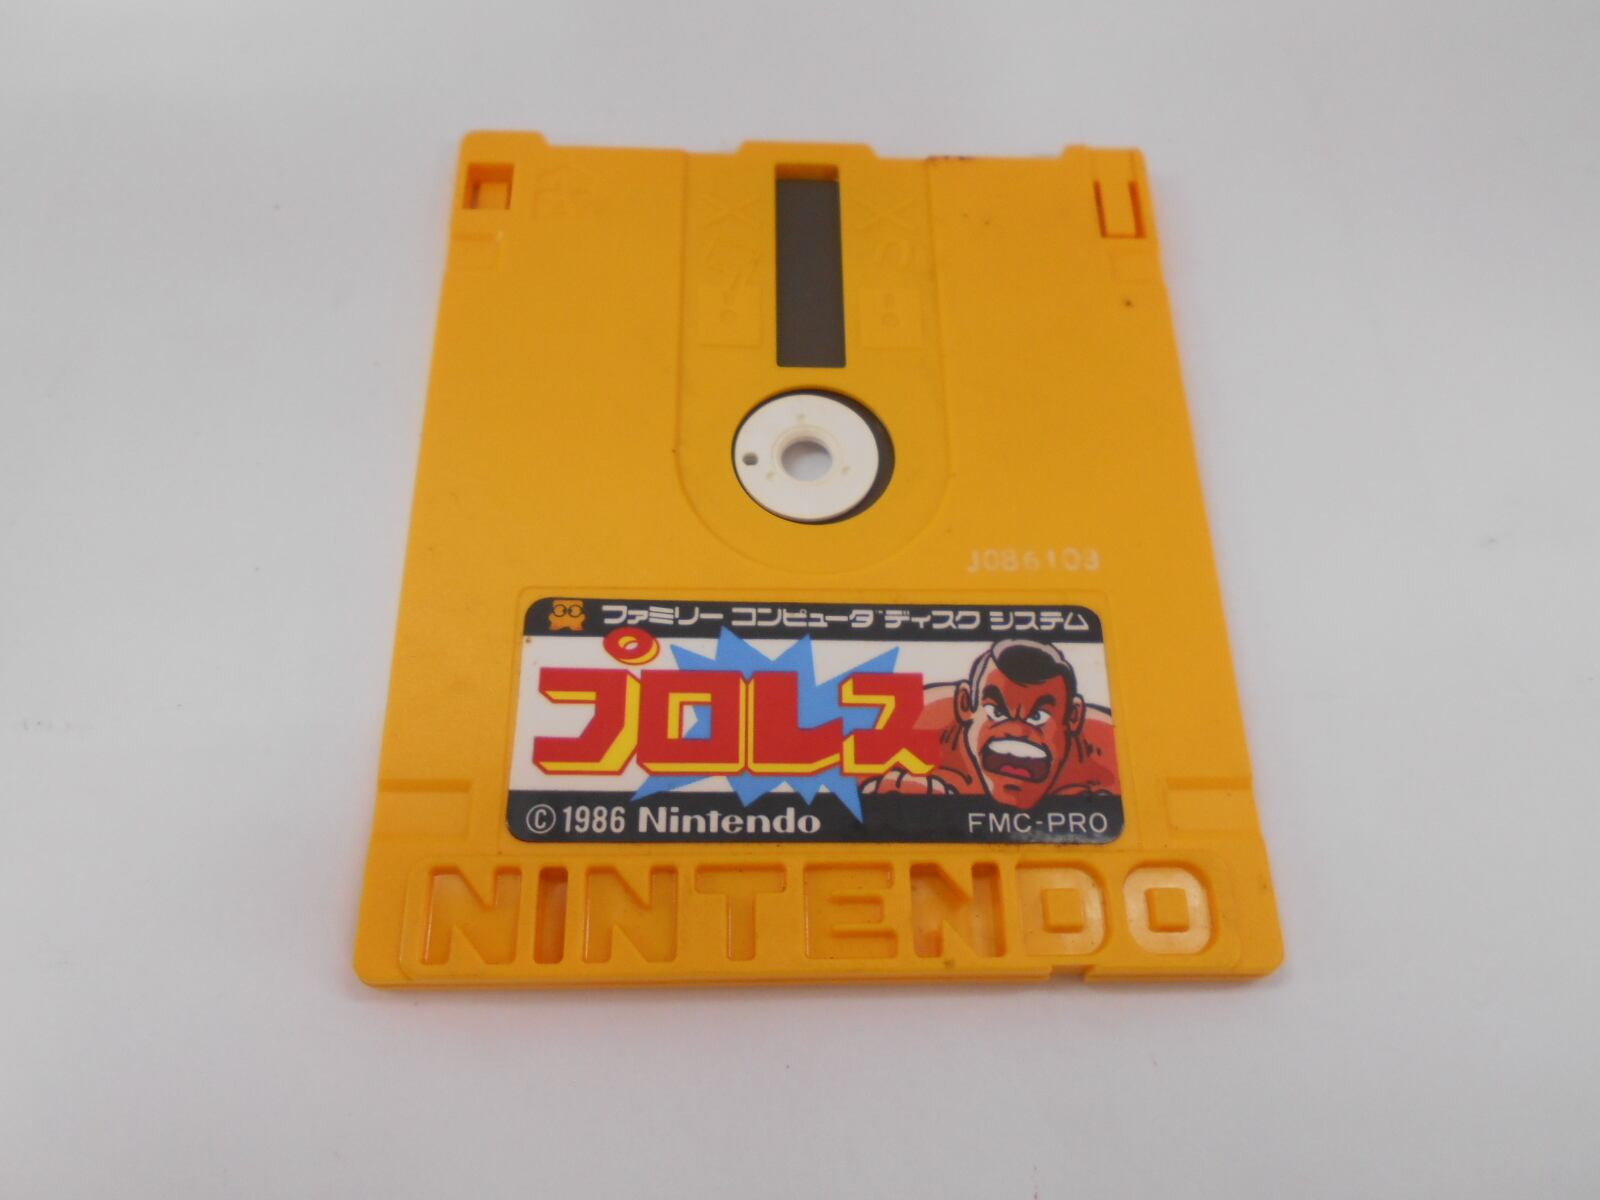 J086103
ファミリー コンピュータ ディスク システム
プロレス
©1986 Nintendo FMC-PRO
NINTENDO